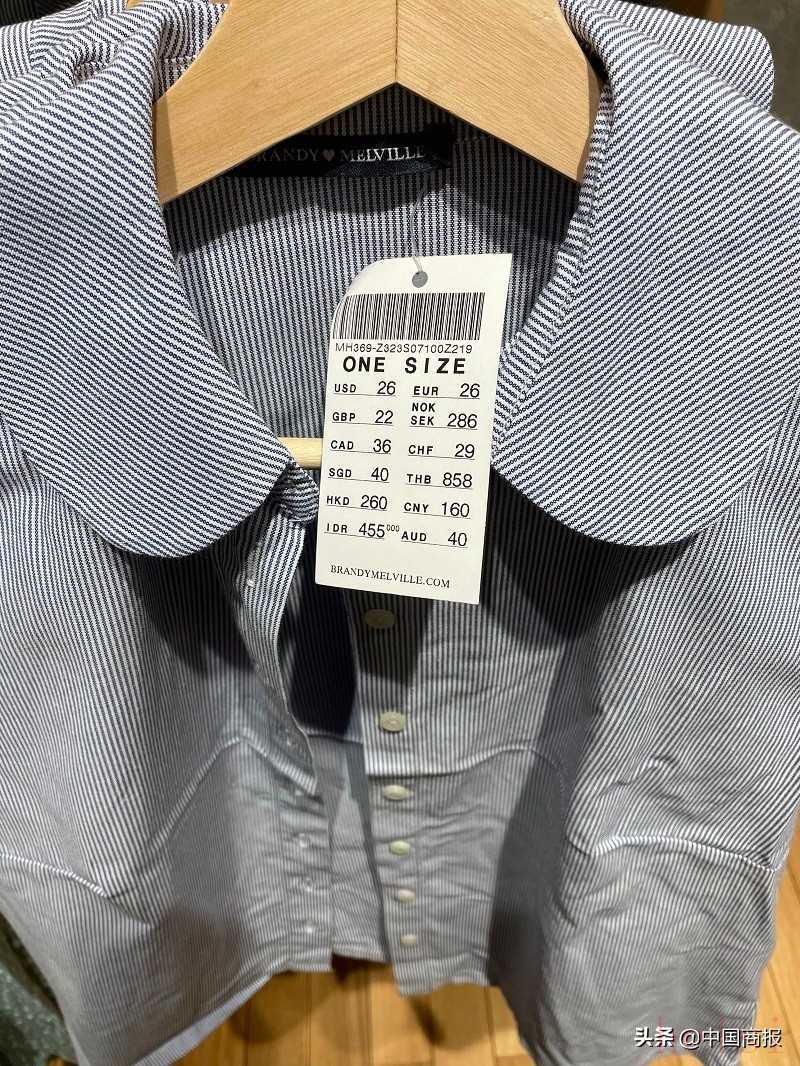 BRANDY♥MELVILLE
MH369-Z323S07100Z219
ONE SIZE
USD 26 EUR 26
GBP 22 NOK SEK 286
CAD 36 CHF 29
SGD 40 THB 858
HKD 260 CNY 160
IDR 455000 AUD 40
BRANDYMELVILLE.COM
头条 @中国商报